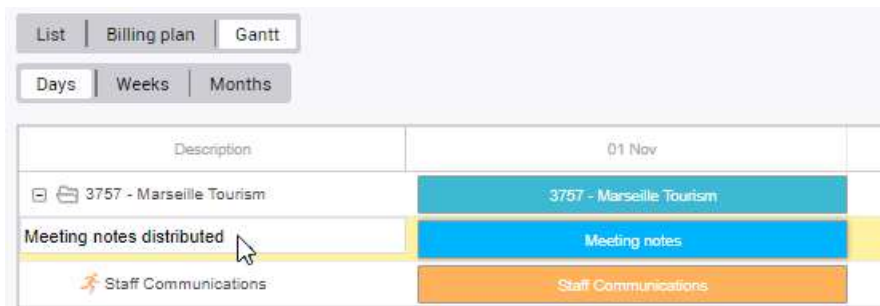 List Billing plan Gantt
Days Weeks Months
Description 01 Nov
3757 - Marseille Tourism 3757 - Marseille Tourism
Meeting notes distributed Meeting notes
Staff Communications Staff Communications